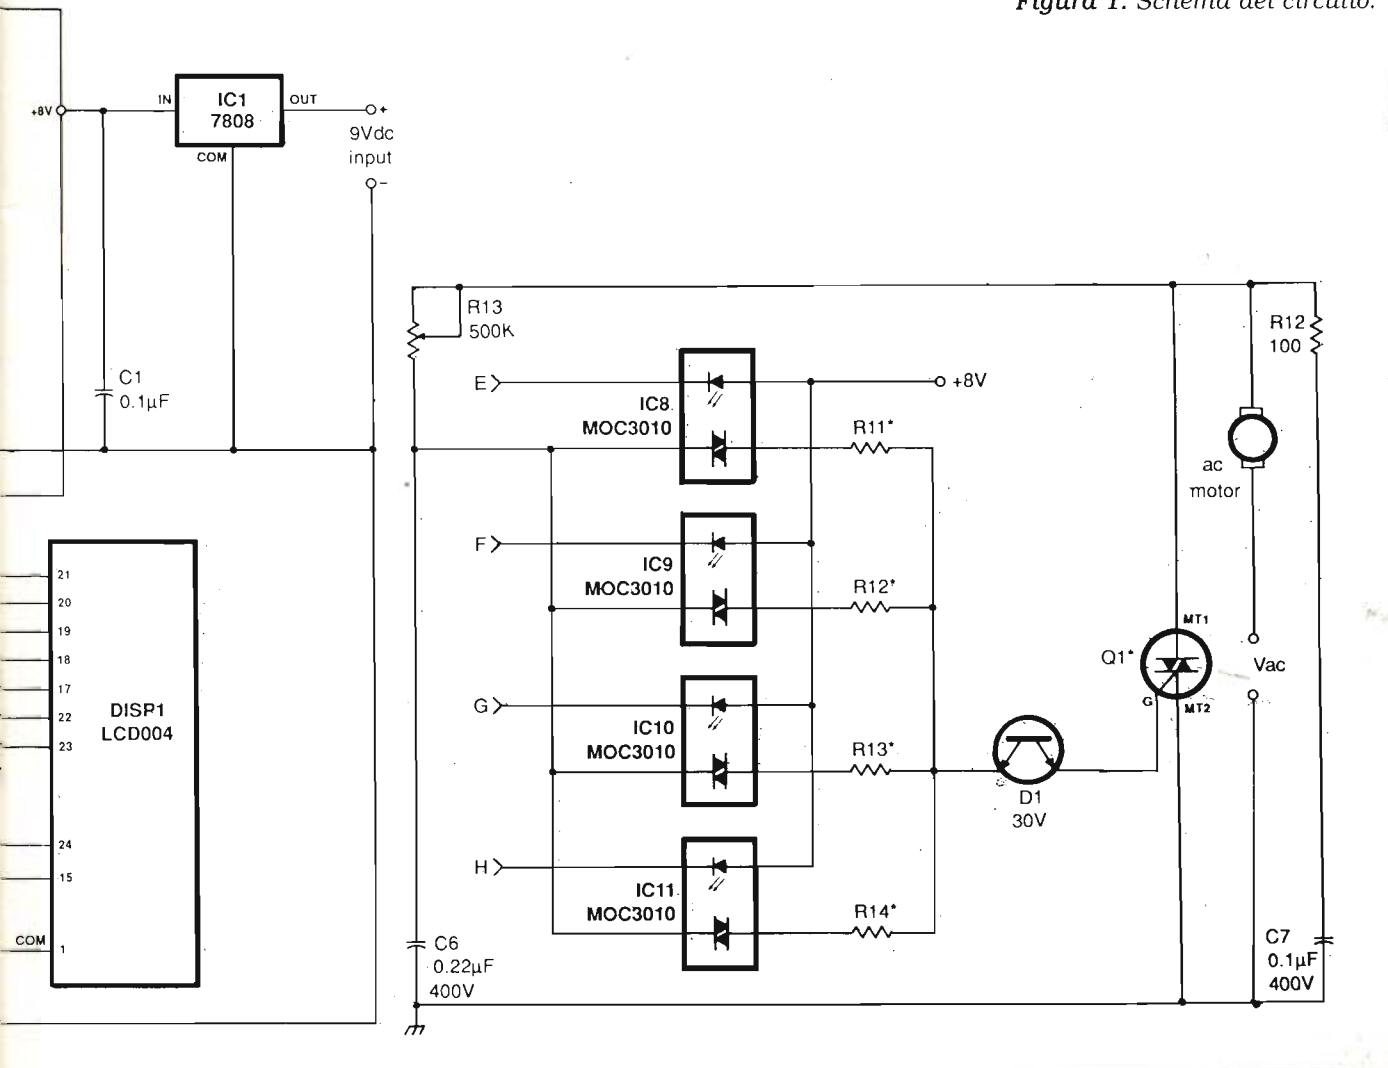 Figura 1. Schema del circuito.
+8V
IN
IC1
7808
OUT
COM
+
9Vdc
input
−
C1
0.1µF
R13
500K
E
IC8
MOC3010
+8V
R11*
F
IC9
MOC3010
R12*
G
IC10
MOC3010
R13*
H
IC11
MOC3010
R14*
D1
30V
Q1*
MT1
G
MT2
ac
motor
Vac
R12
100
C6
0.22µF
400V
C7
0.1µF
400V
21
20
19
18
17
22
23
24
15
COM
1
DISP1
LCD004